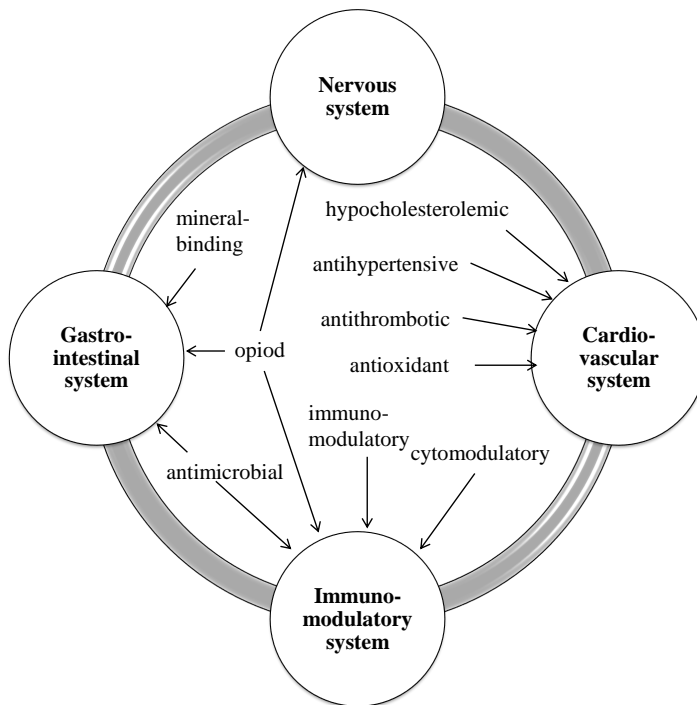 Nervous
system
hypocholesterolemic
mineral-
binding
antihypertensive
antithrombotic
Gastro-
intestinal
system
opiod
antioxidant
Cardio-
vascular
system
immuno-
modulatory
cytomodulatory
antimicrobial
Immuno-
modulatory
system